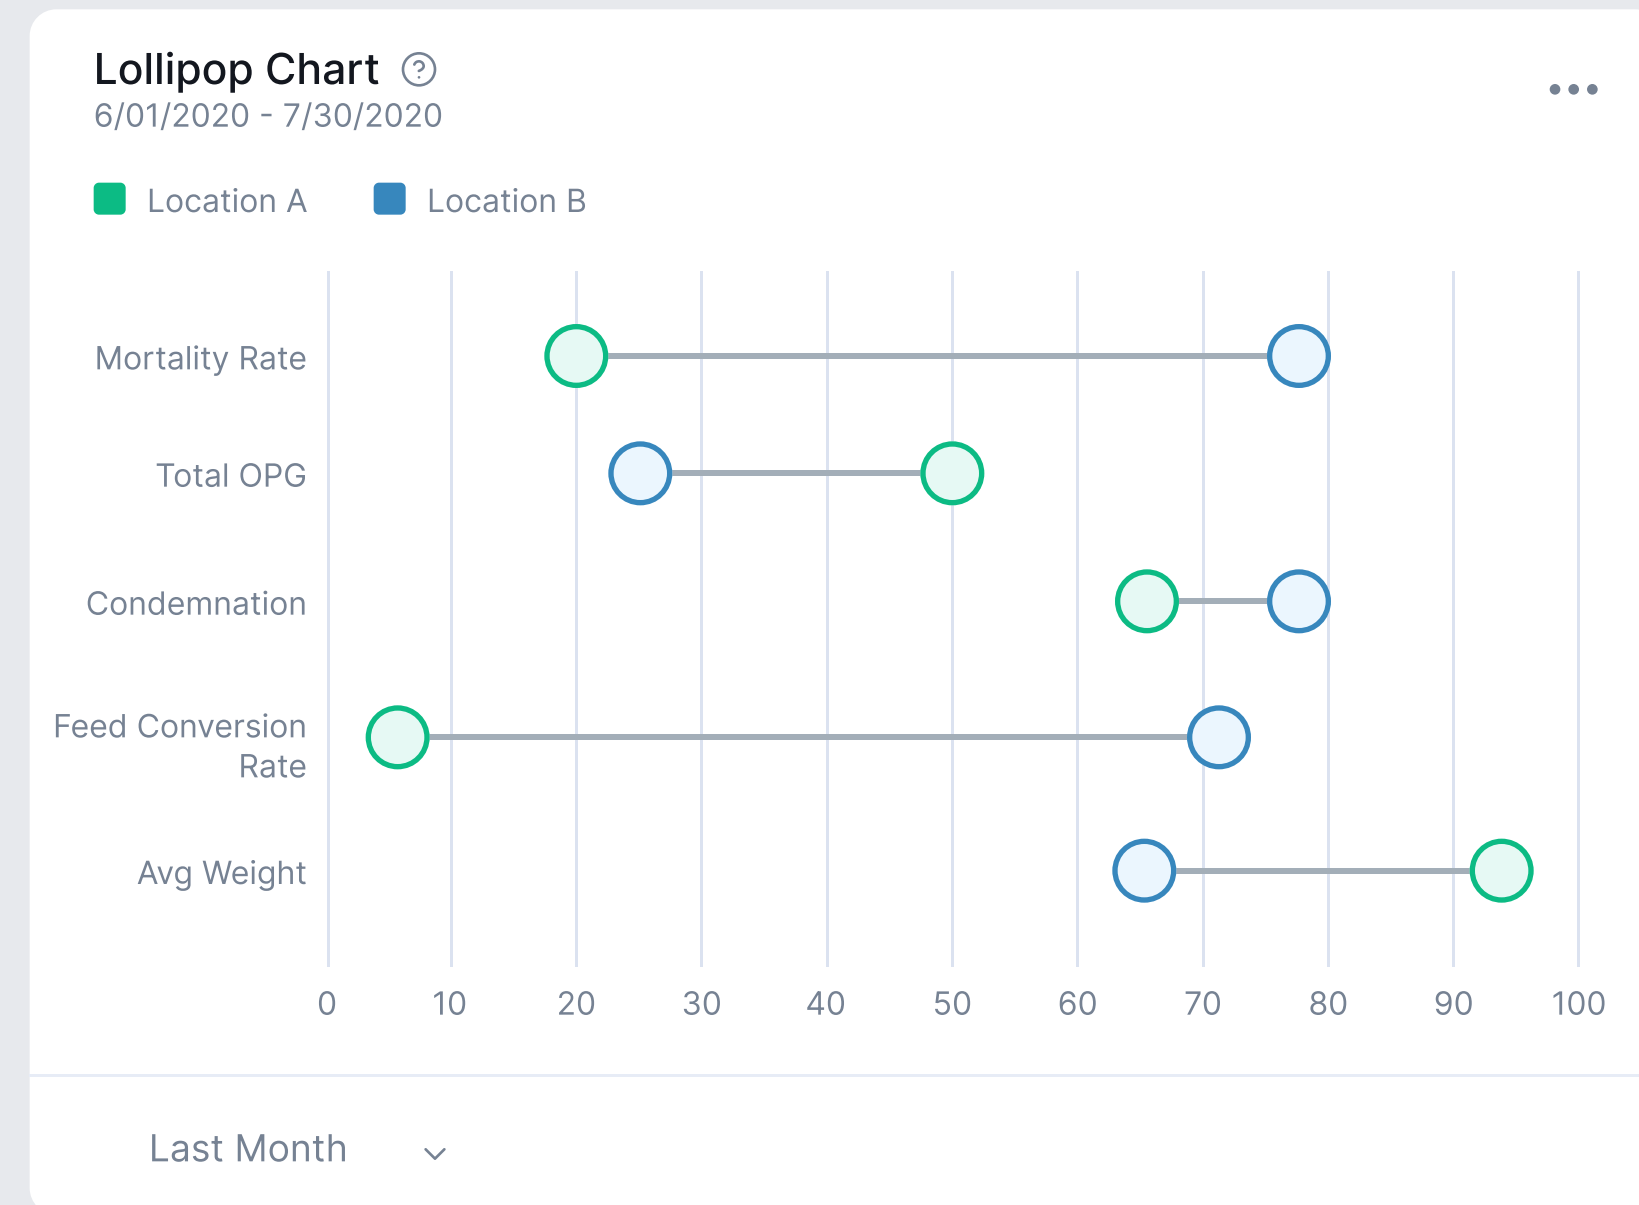 Lollipop Chart ?
6/01/2020 - 7/30/2020
Location A
Location B
Mortality Rate
Total OPG
Condemnation
Feed Conversion
Rate
Avg Weight
0 10 20 30 40 50 60 70 80 90 100
Last Month